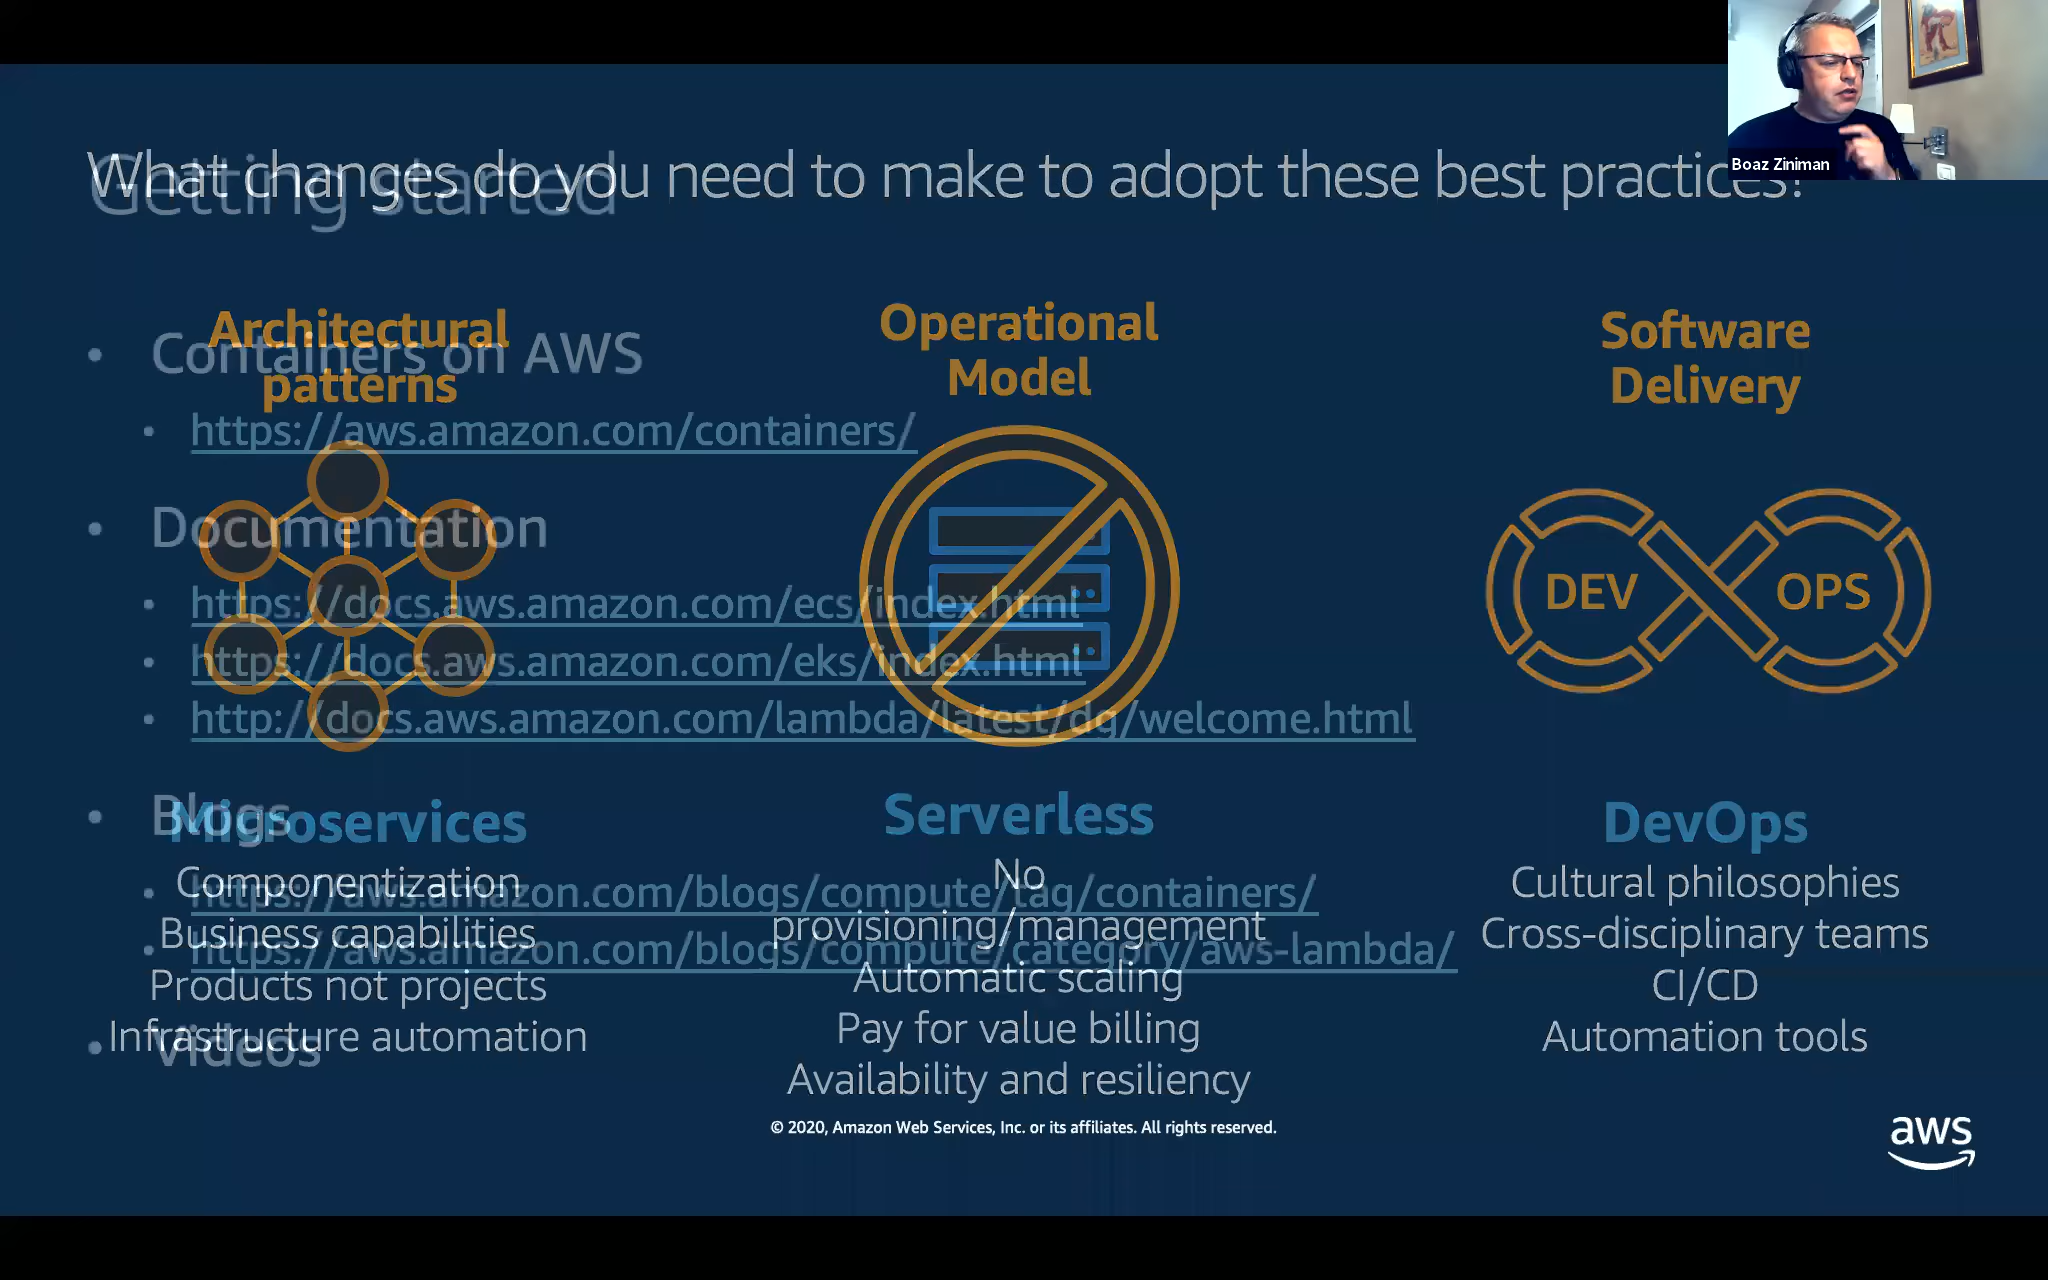 Boaz Ziniman
What changes do you need to make to adopt these best practices?
Getting started
Architectural
patterns
Operational
Model
Software
Delivery
• Containers on AWS
• https://aws.amazon.com/containers/
• Documentation
• https://docs.aws.amazon.com/ecs/index.html
• https://docs.aws.amazon.com/eks/index.html
• http://docs.aws.amazon.com/lambda/latest/dg/welcome.html
DEV OPS
• Blogs
• https://aws.amazon.com/blogs/compute/tag/containers/
• https://aws.amazon.com/blogs/compute/category/aws-lambda/
• Videos
Microservices
Componentization
Business capabilities
Products not projects
Infrastructure automation
Serverless
No
provisioning/management
Automatic scaling
Pay for value billing
Availability and resiliency
DevOps
Cultural philosophies
Cross-disciplinary teams
CI/CD
Automation tools
© 2020, Amazon Web Services, Inc. or its affiliates. All rights reserved.
aws